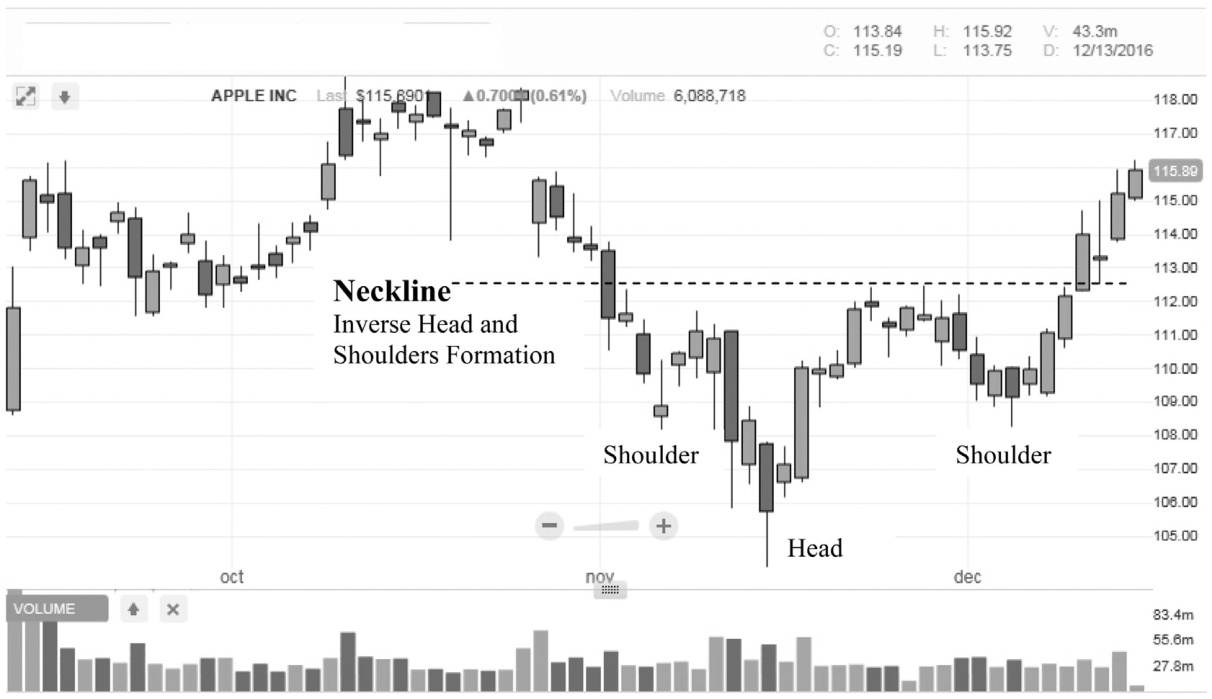 O: 113.84 H: 115.92 V: 43.3m
C: 115.19 L: 113.75 D: 12/13/2016
APPLE INC Last $115.8901 ▲0.700 (0.61%) Volume 6,088,718
118.00
117.00
115.89
115.00
114.00
113.00
112.00
111.00
110.00
109.00
108.00
107.00
106.00
105.00
Neckline
Inverse Head and
Shoulders Formation
Shoulder
Shoulder
Head
oct nov dec
VOLUME
83.4m
55.6m
27.8m